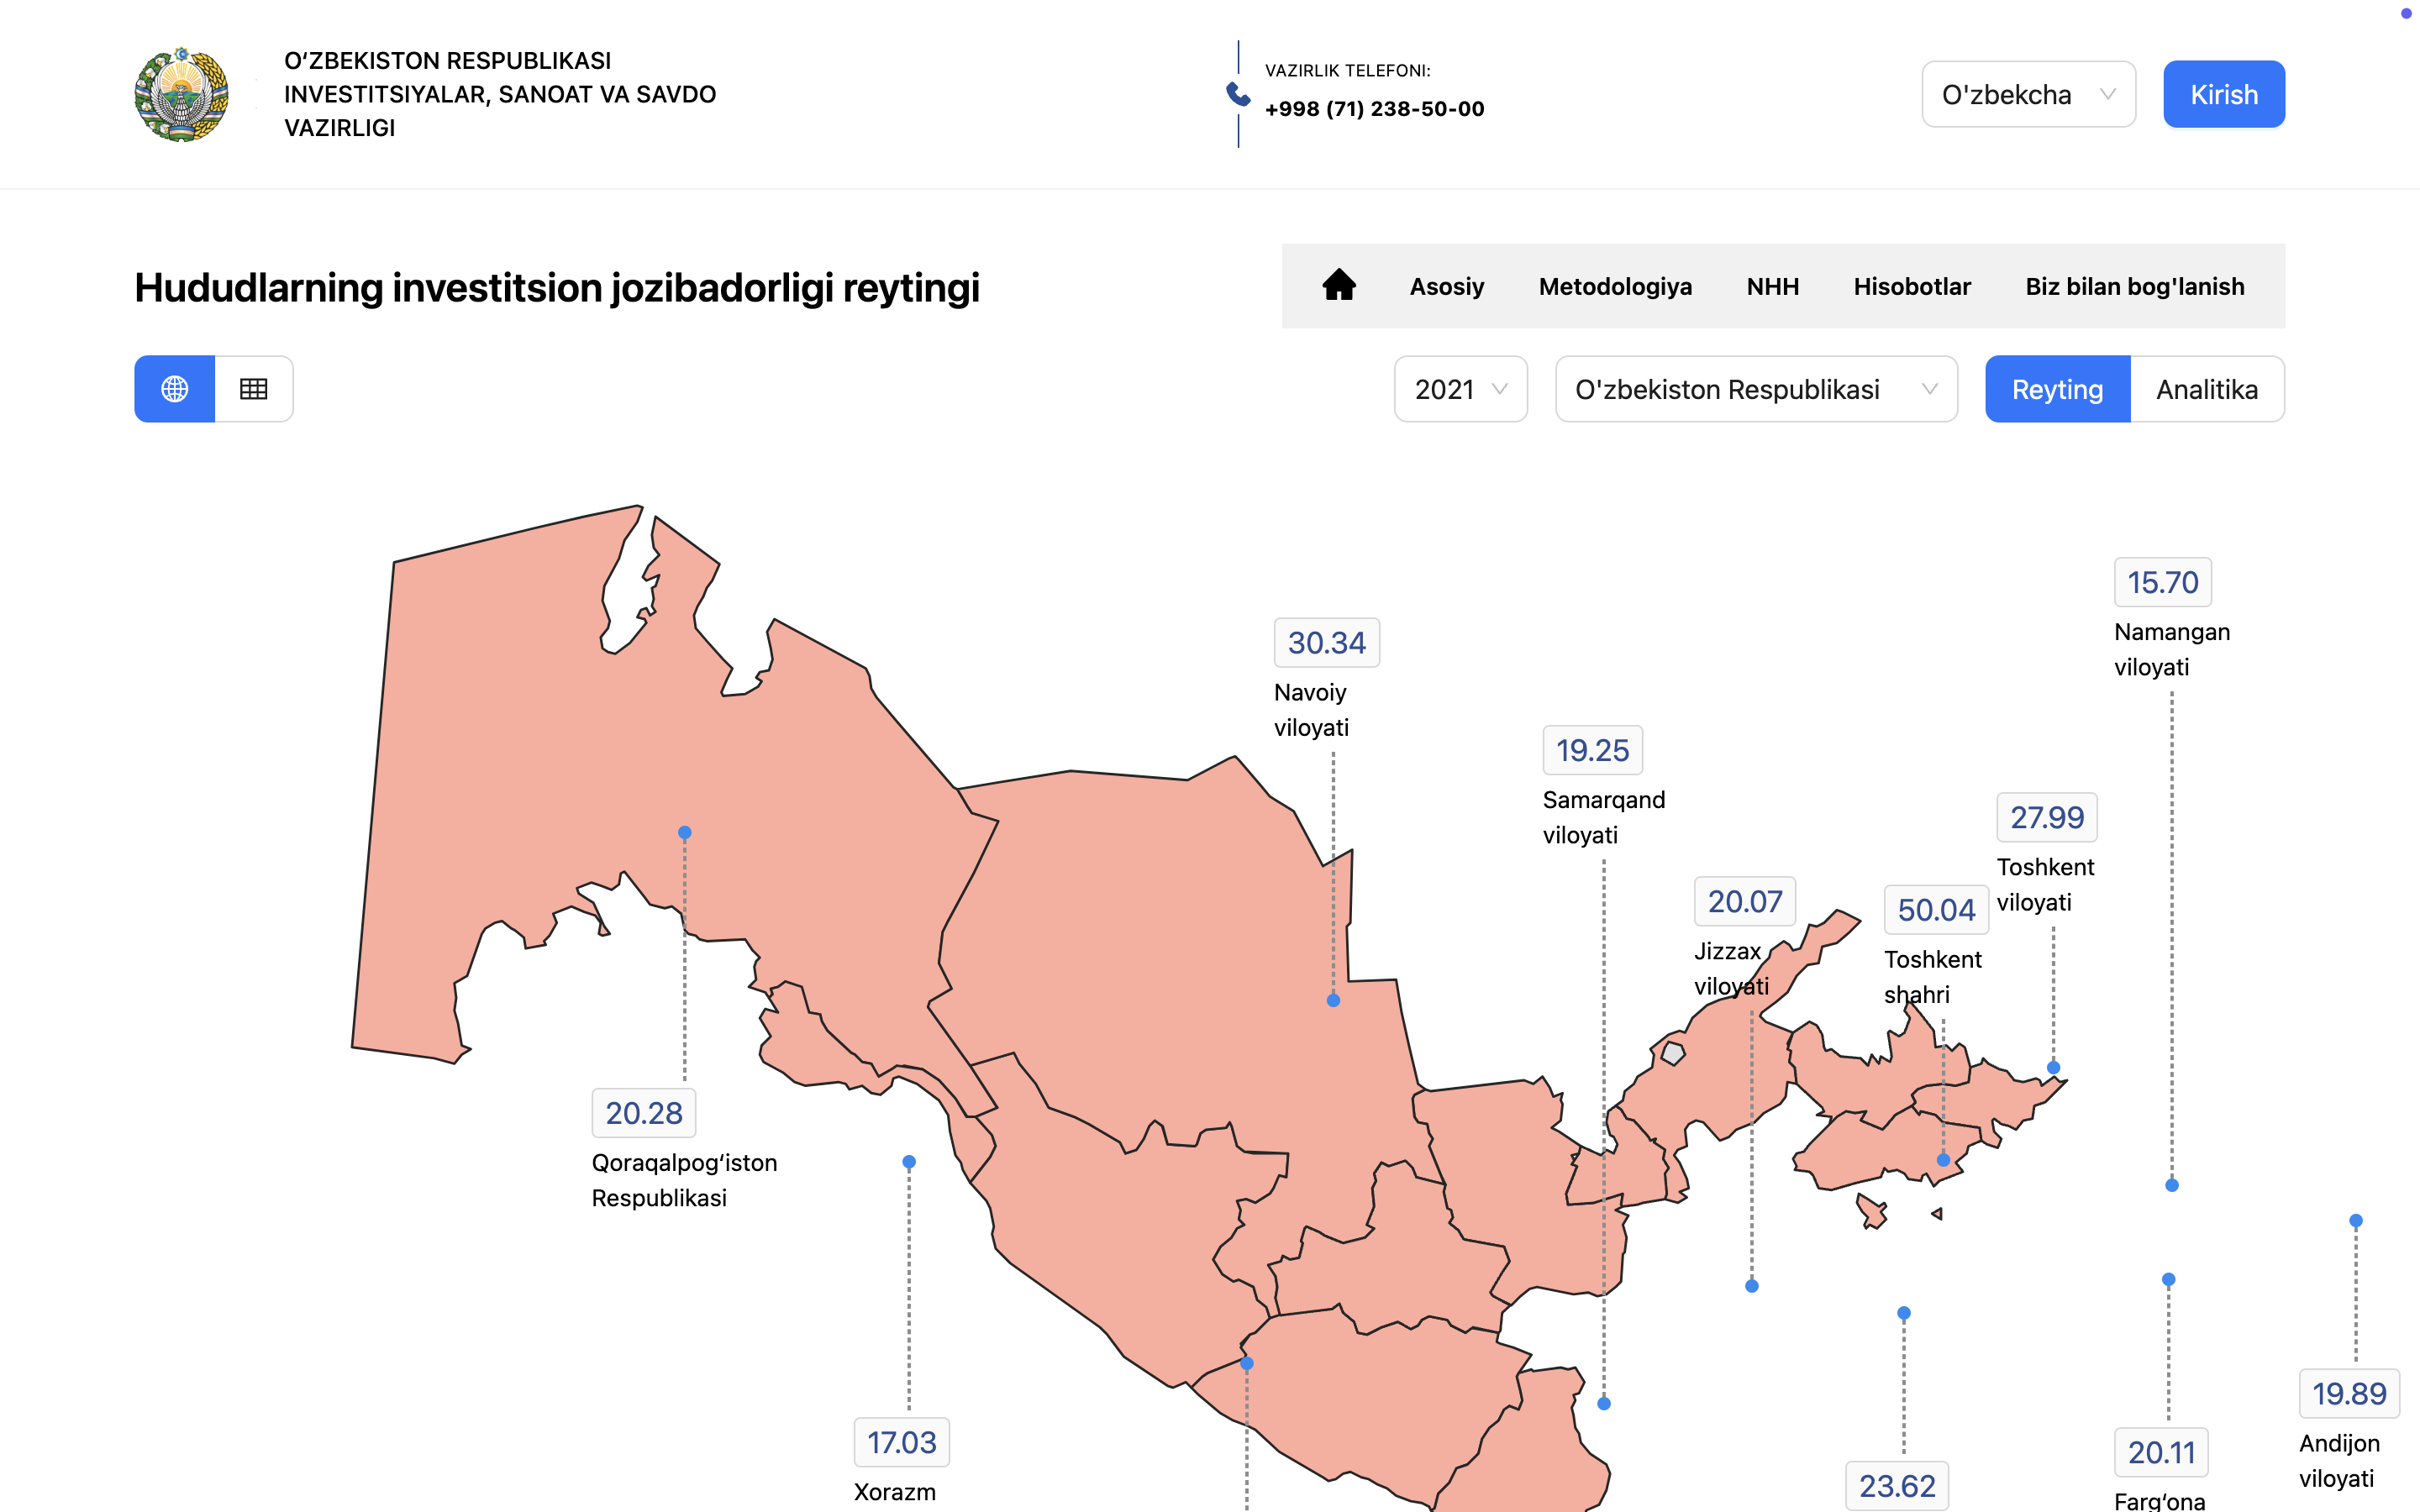 O‘ZBEKISTON RESPUBLIKASI
INVESTITSIYALAR, SANOAT VA SAVDO
VAZIRLIGI
VAZIRLIK TELEFONI:
+998 (71) 238-50-00
O'zbekcha
Kirish
Hududlarning investitsion jozibadorligi reytingi
Asosiy
Metodologiya
NHH
Hisobotlar
Biz bilan bog'lanish
2021
O'zbekiston Respublikasi
Reyting
Analitika
15.70
Namangan
viloyati
30.34
Navoiy
viloyati
19.25
Samarqand
viloyati
27.99
Toshkent
viloyati
20.07
Jizzax
viloyati
50.04
Toshkent
shahri
20.28
Qoraqalpog‘iston
Respublikasi
17.03
Xorazm
23.62
20.11
Farg‘ona
19.89
Andijon
viloyati